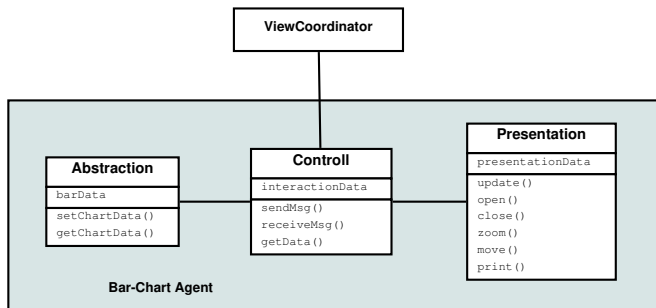 ViewCoordinator
Abstraction
barData
setChartData()
getChartData()
Controll
interactionData
sendMsg()
receiveMsg()
getData()
Presentation
presentationData
update()
open()
close()
zoom()
move()
print()
Bar-Chart Agent